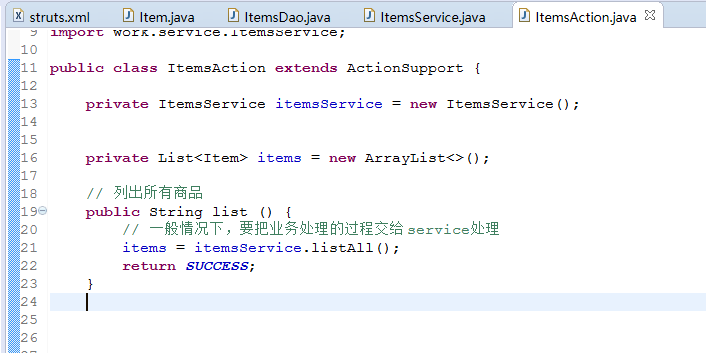 struts.xml Item.java ItemsDao.java ItemsService.java ItemsAction.java
9 import work.service.ItemsService;
10
11 public class ItemsAction extends ActionSupport {
12
13 private ItemsService itemsService = new ItemsService();
14
15
16 private List<Item> items = new ArrayList<>();
17
18 // 列出所有商品
19 public String list () {
20 // 一般情况下，要把业务处理的过程交给service处理
21 items = itemsService.listAll();
22 return SUCCESS;
23 }
24
25
26
27